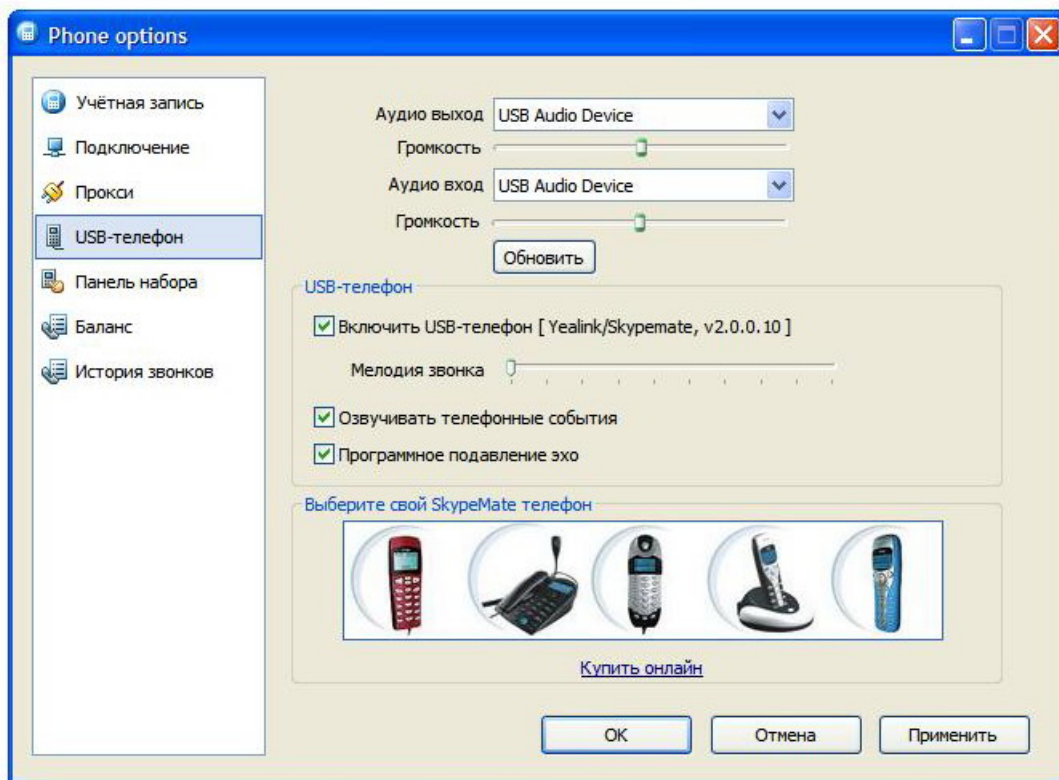 Phone options
Учётная запись
Подключение
Прокси
USB-телефон
Панель набора
Баланс
История звонков
Аудио выход USB Audio Device
Громкость
Аудио вход USB Audio Device
Громкость
Обновить
USB-телефон
Включить USB-телефон [ Yealink/Skypemate, v2.0.0.10 ]
Мелодия звонка
Озвучивать телефонные события
Программное подавление эхо
Выберите свой SkypeMate телефон
Купить онлайн
OK Отмена Применить